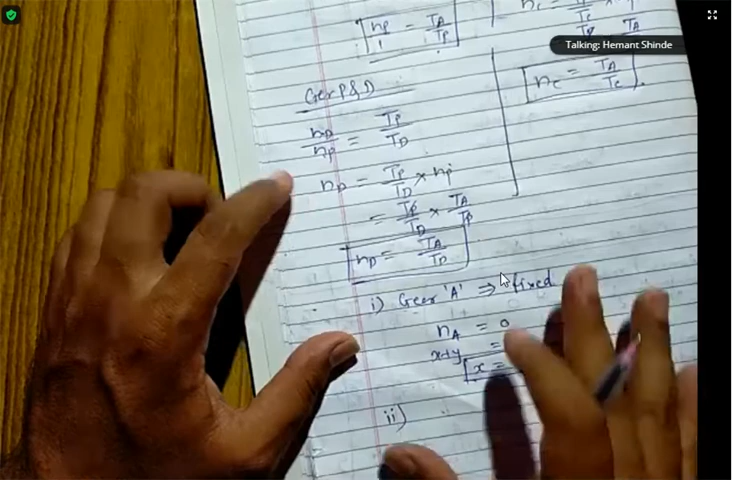 nP/1 = TA/TP
Talking: Hemant Shinde
nC = TA/TC
Gear P&D
nD/nP = TP/TD
nD = TP/TD × nP
= TP/TD × TA/TP
nD = TA/TD
i) Gear 'A' ⇒ fixed
nA = 0
x+y =
x =
ii)